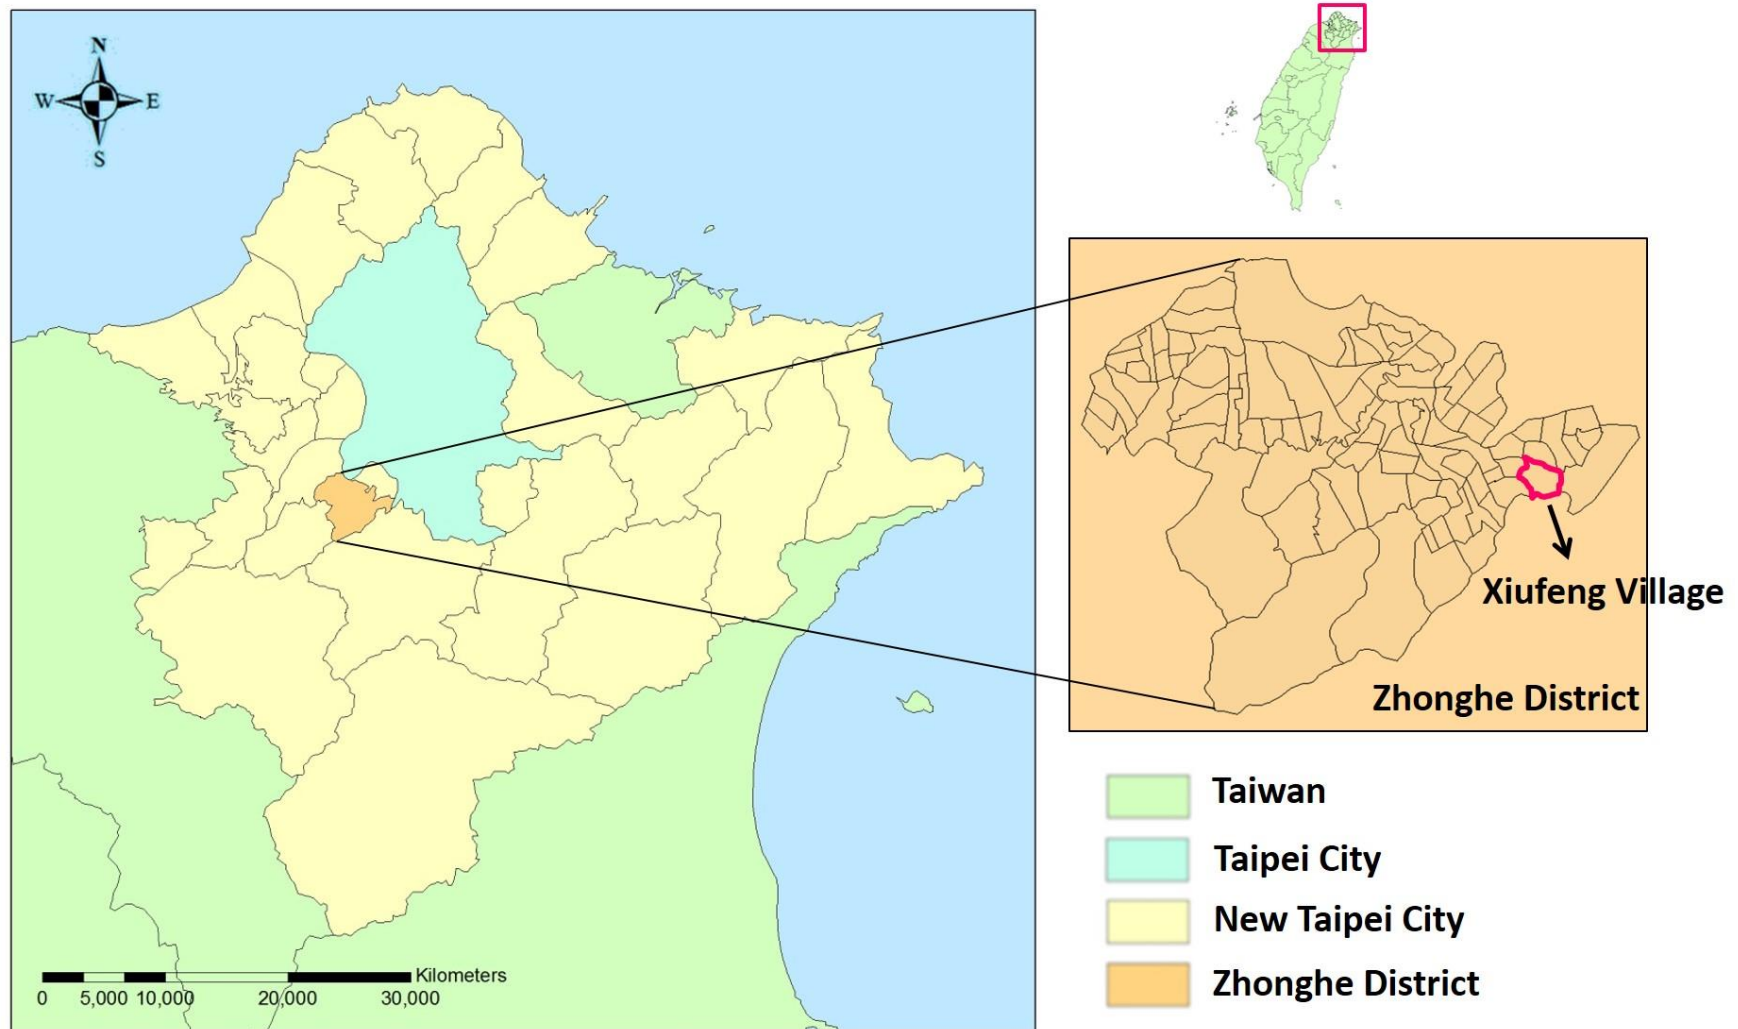 N
W E
S
Xiufeng Village
Zhonghe District
Taiwan
Taipei City
New Taipei City
Zhonghe District
Kilometers
0 5,000 10,000 20,000 30,000